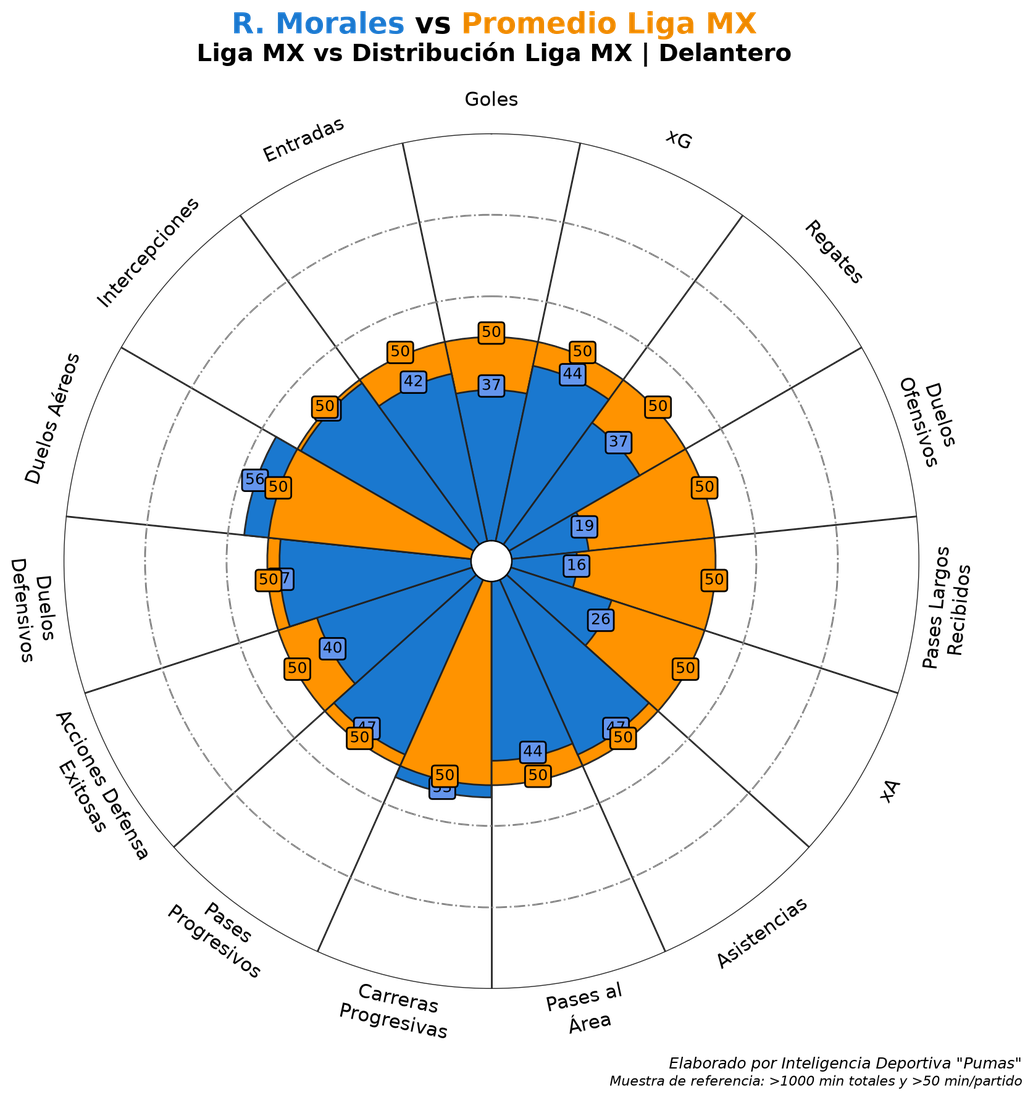 R. Morales vs Promedio Liga MX
Liga MX vs Distribución Liga MX | Delantero
Goles
xG
Regates
Duelos
Ofensivos
Pases Largos
Recibidos
xA
Asistencias
Pases al
Área
Carreras
Progresivas
Pases
Progresivos
Acciones Defensa
Exitosas
Duelos
Defensivos
Duelos Aéreos
Intercepciones
Entradas
50
37
50
44
50
37
50
19
50
16
50
26
50
47
50
44
50
50
47
50
40
50
50
56
50
50
42
Elaborado por Inteligencia Deportiva "Pumas"
Muestra de referencia: >1000 min totales y >50 min/partido